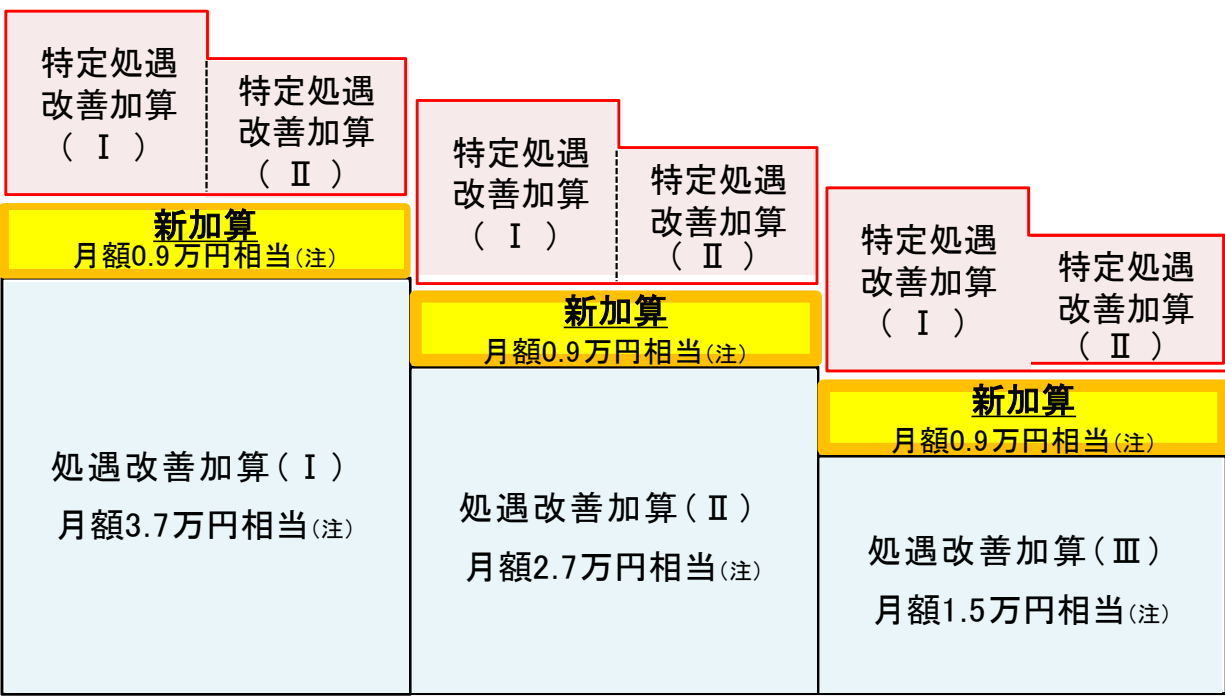 特定処遇
改善加算
（ Ⅰ ）
特定処遇
改善加算
（ Ⅱ ）
新加算
月額0.9万円相当(注)
処遇改善加算(Ⅰ)
月額3.7万円相当(注)
特定処遇
改善加算
（ Ⅰ ）
特定処遇
改善加算
（ Ⅱ ）
新加算
月額0.9万円相当(注)
処遇改善加算(Ⅱ)
月額2.7万円相当(注)
特定処遇
改善加算
（ Ⅰ ）
特定処遇
改善加算
（ Ⅱ ）
新加算
月額0.9万円相当(注)
処遇改善加算(Ⅲ)
月額1.5万円相当(注)